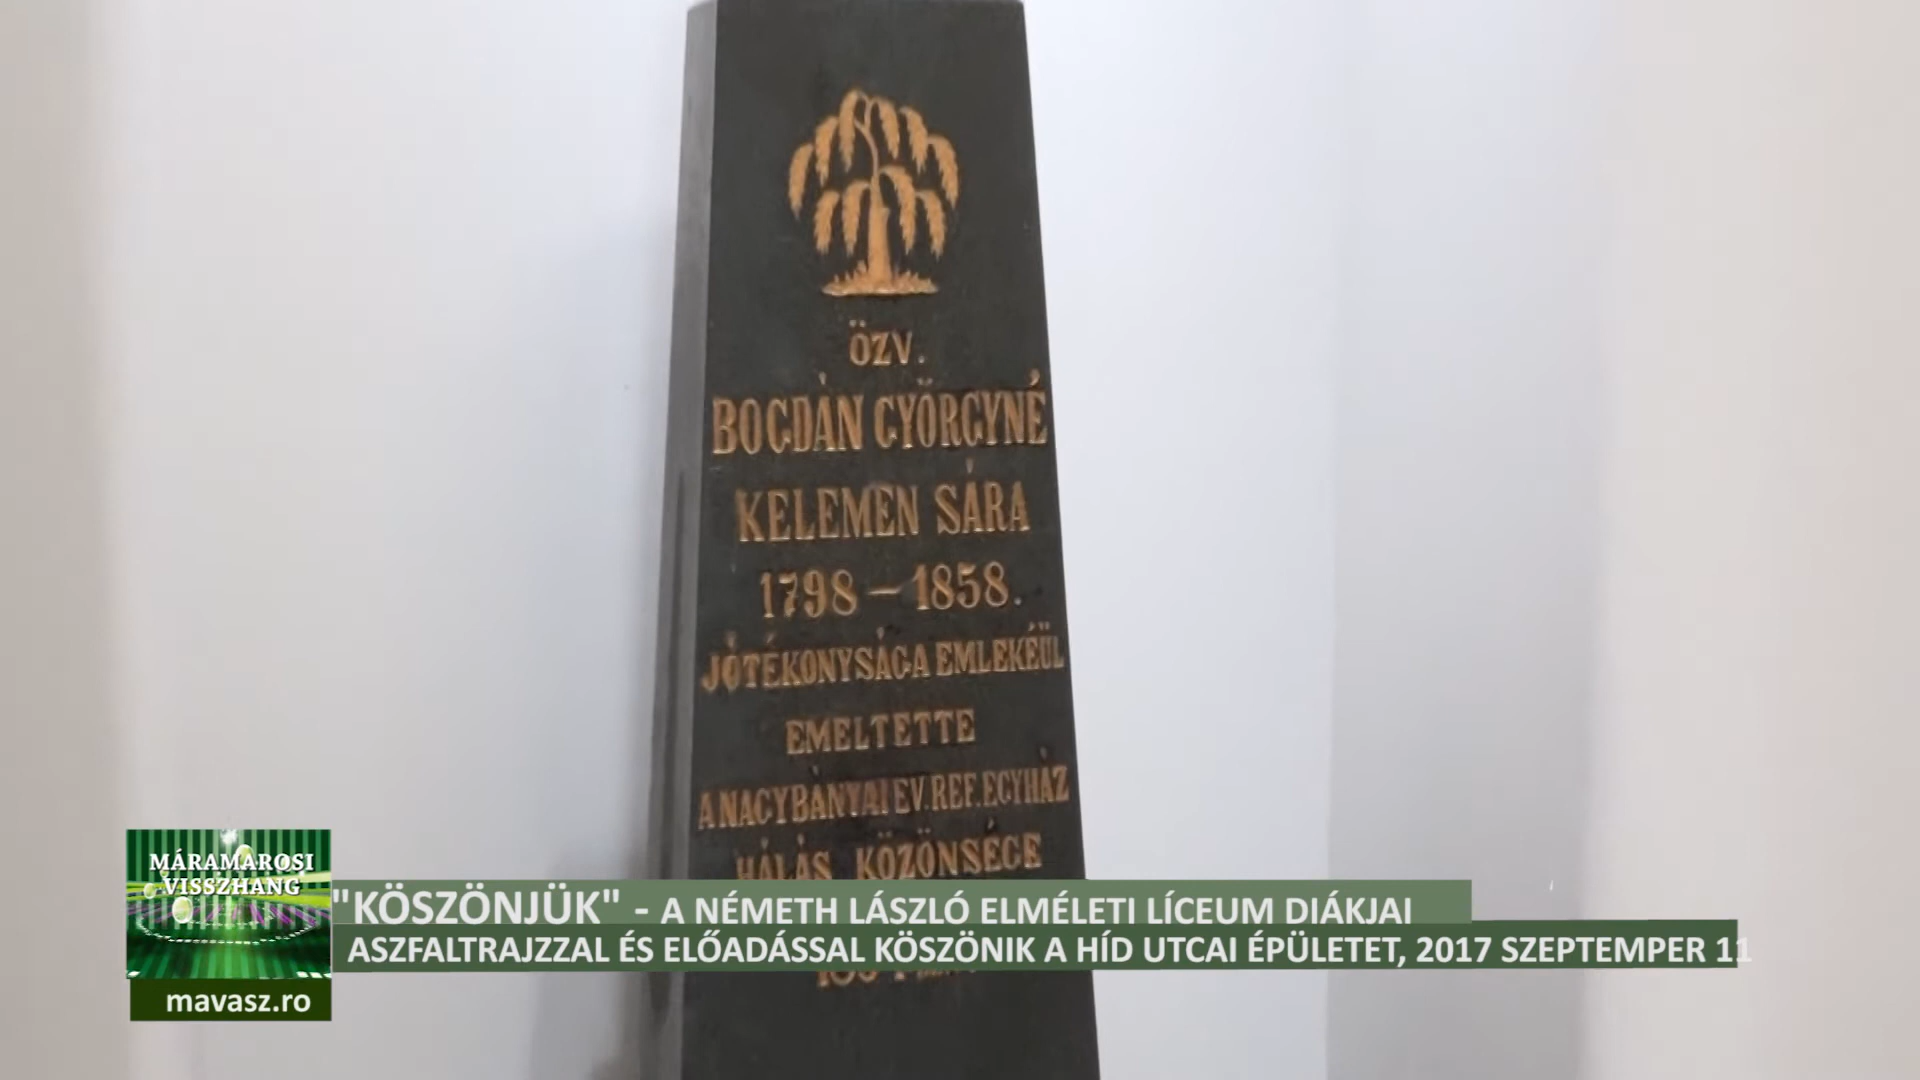 özv.
BOGDÁN GYÖRGYNÉ
KELEMEN SÁRA
1798 – 1858.
JÓTÉKONYSÁGA EMLEKÉÜL
EMELTETTE
A NAGYBÁNYAI EV. REF. EGYHÁZ
HÁLÁS KÖZÖNSÉGE
MÁRAMAROSI
VISSZHANG
mavasz.ro
"KÖSZÖNJÜK" - A NÉMETH LÁSZLÓ ELMÉLETI LÍCEUM DIÁKJAI
ASZFALTRAJZZAL ÉS ELŐADÁSSAL KÖSZÖNIK A HÍD UTCAI ÉPÜLETET, 2017 SZEPTEMPER 11